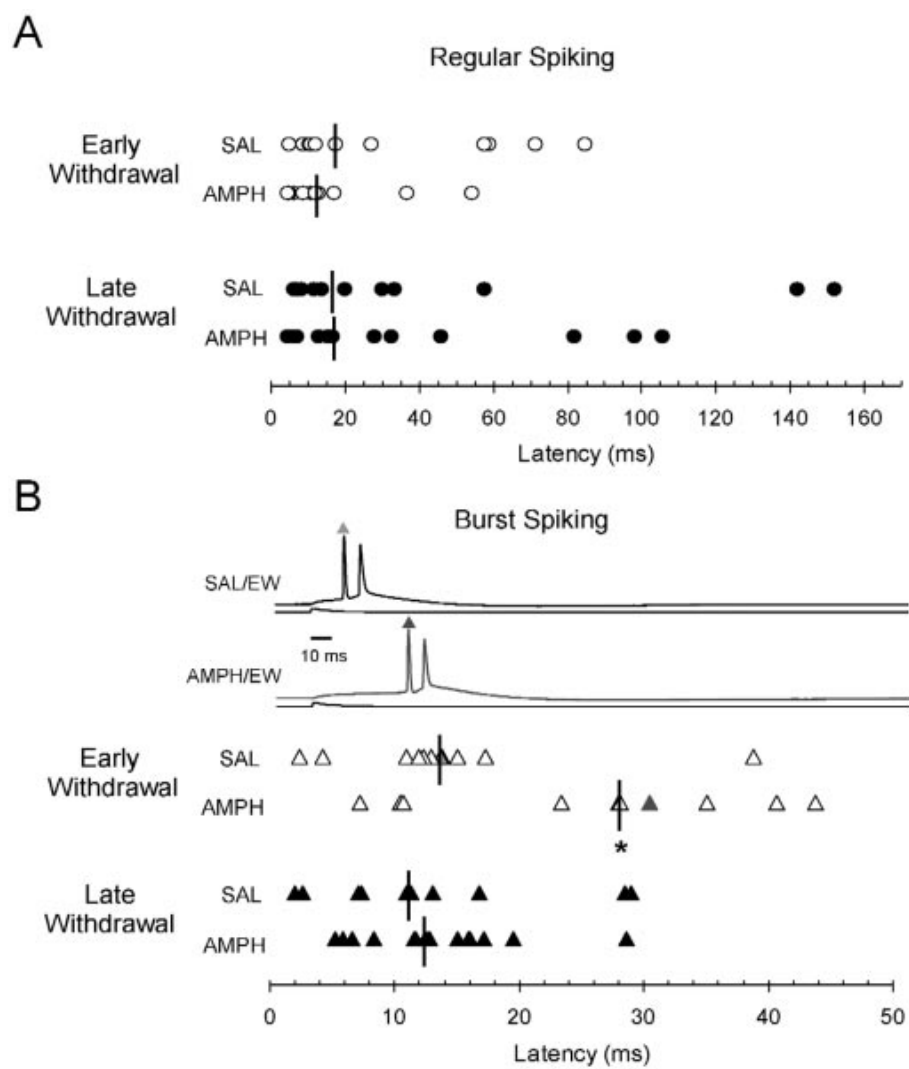 A
Regular Spiking
Early
Withdrawal
SAL
AMPH
Late
Withdrawal
SAL
AMPH
0 20 40 60 80 100 120 140 160
Latency (ms)
B
Burst Spiking
SAL/EW
10 ms
AMPH/EW
Early
Withdrawal
SAL
AMPH
*
Late
Withdrawal
SAL
AMPH
0 10 20 30 40 50
Latency (ms)